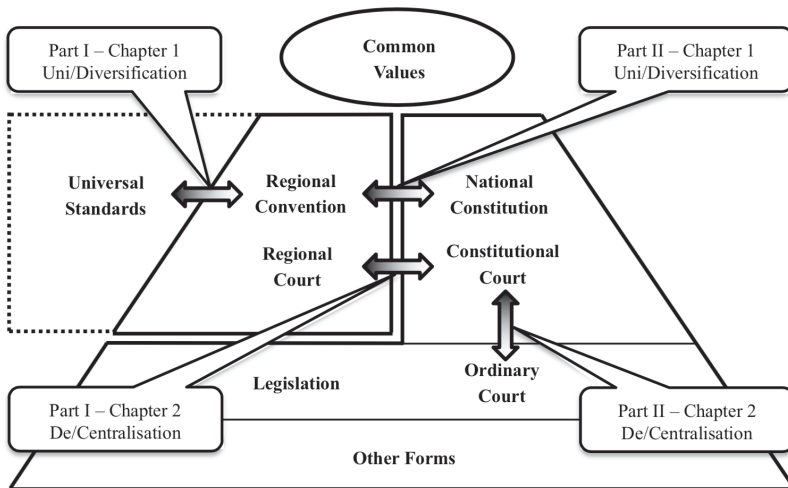 Part I – Chapter 1
Uni/Diversification
Common
Values
Part II – Chapter 1
Uni/Diversification
Universal
Standards
Regional
Convention
National
Constitution
Regional
Court
Constitutional
Court
Legislation
Ordinary
Court
Part I – Chapter 2
De/Centralisation
Part II – Chapter 2
De/Centralisation
Other Forms